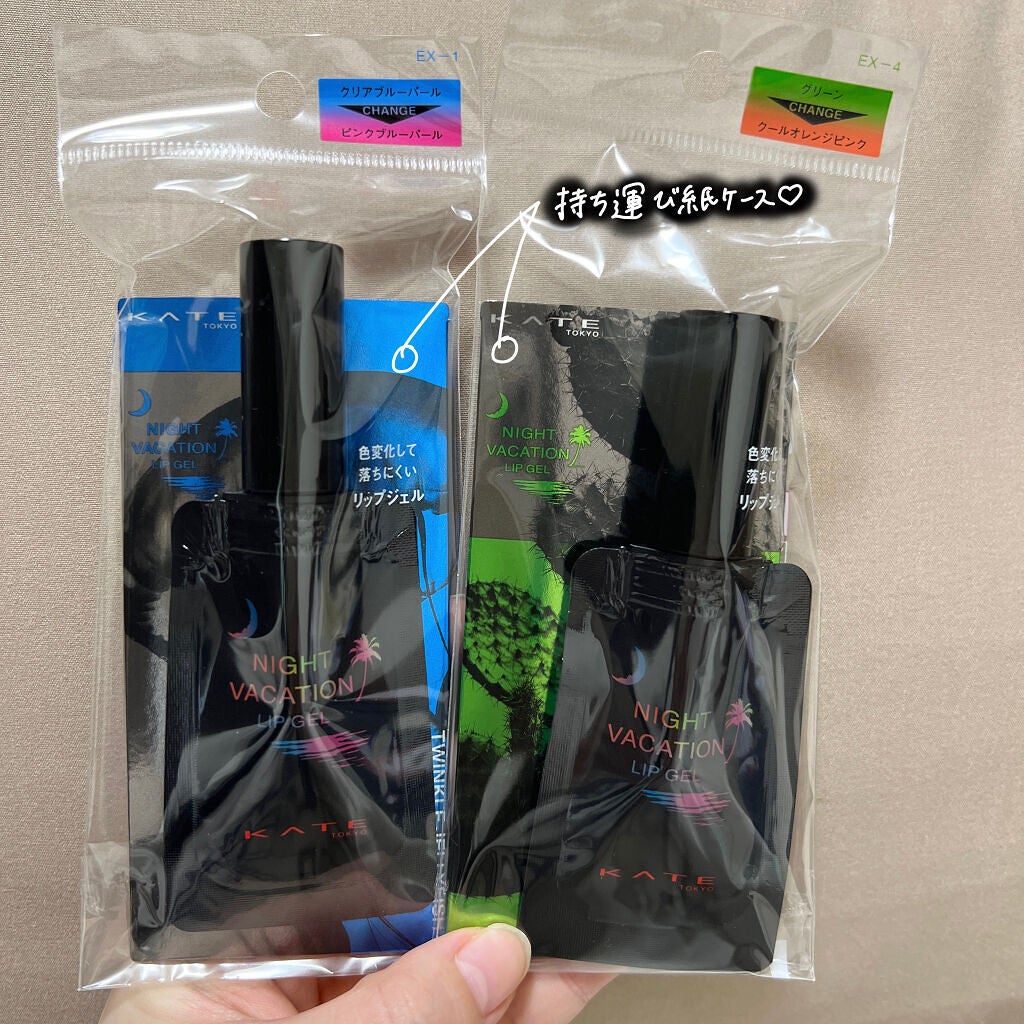 EX-1
クリアブルーパール
CHANGE
ピンクブルーパール
EX-4
グリーン
CHANGE
クールオレンジピンク
持ち運び紙ケース♡
KATE
TOKYO
NIGHT
VACATION
LIP GEL
色変化して
落ちにくい
リップジェル
NIGHT
VACATION
LIP GEL
KATE
TOKYO
TWINKLE
KATE
TOKYO
NIGHT
VACATION
LIP GEL
色変化
落ちに
リップジ
NIGHT
VACATION
LIP GEL
KATE
TOKYO